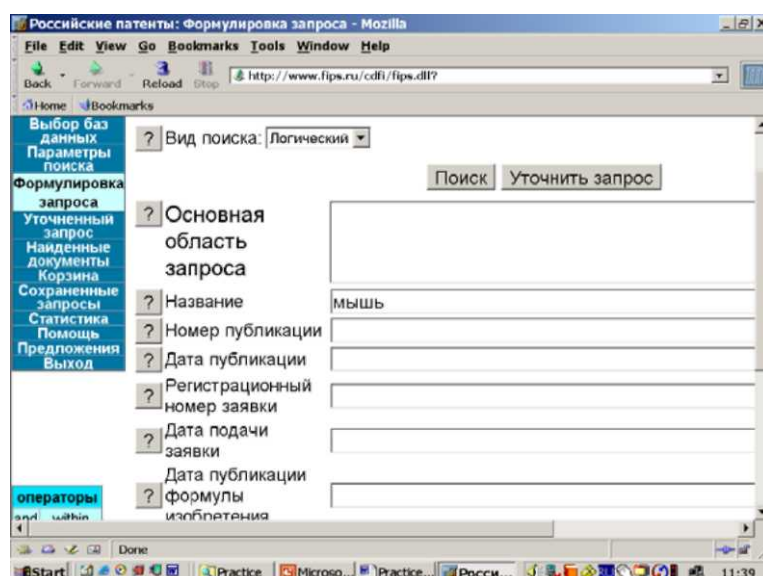 Российские патенты: Формулировка запроса - Mozilla
File Edit View Go Bookmarks Tools Window Help
Back Forward Reload Stop http://www.fips.ru/cdfi/fips.dll?
Home Bookmarks
Выбор баз
данных
Параметры
поиска
Формулировка
запроса
Уточненный
запрос
Найденные
документы
Корзина
Сохраненные
запросы
Статистика
Помощь
Предложения
Выход
? Вид поиска: Логический
Поиск Уточнить запрос
? Основная
область
запроса
? Название мышь
? Номер публикации
? Дата публикации
? Регистрационный
номер заявки
? Дата подачи
заявки
Дата публикации
? формулы
изобретения
операторы
and within
Done
Start Practice Microso... Practice... Росси... 11:39